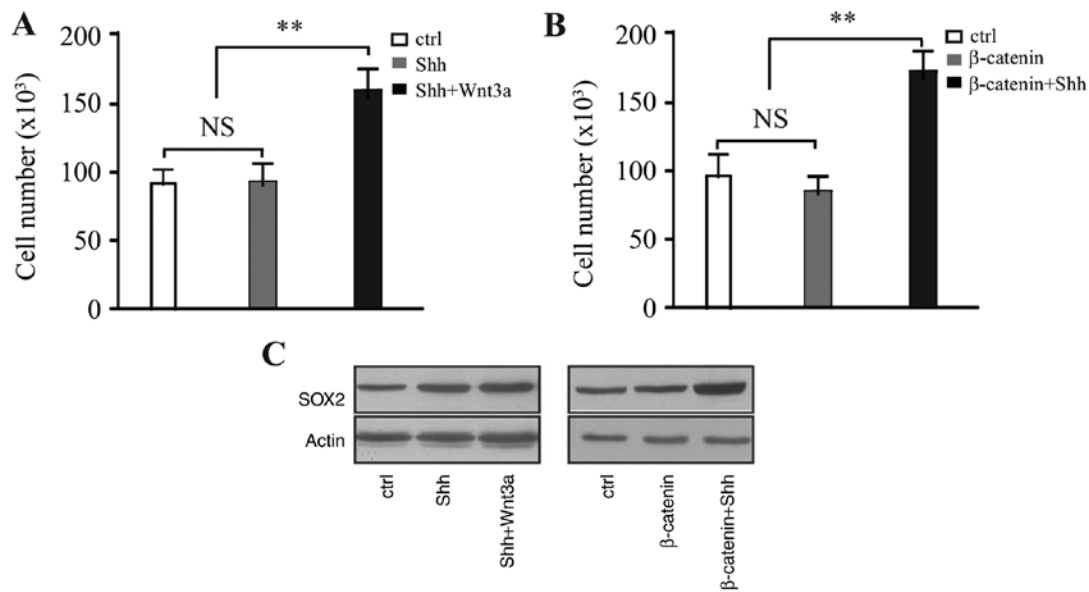 A
Cell number (x10³)
200
150
100
50
0
**
NS
ctrl
Shh
Shh+Wnt3a
B
Cell number (x10³)
200
150
100
50
0
**
NS
ctrl
β-catenin
β-catenin+Shh
C
SOX2
Actin
ctrl
Shh
Shh+Wnt3a
ctrl
β-catenin
β-catenin+Shh